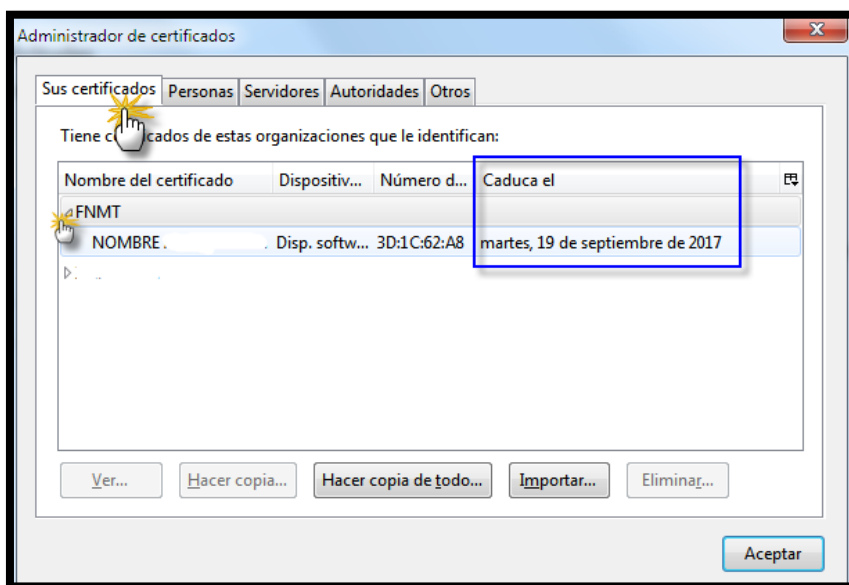 Administrador de certificados
Sus certificados Personas Servidores Autoridades Otros
Tiene certificados de estas organizaciones que le identifican:
Nombre del certificado Dispositiv... Número d... Caduca el
FNMT
NOMBRE Disp. softw... 3D:1C:62:A8 martes, 19 de septiembre de 2017
Ver... Hacer copia... Hacer copia de todo... Importar... Eliminar...
Aceptar